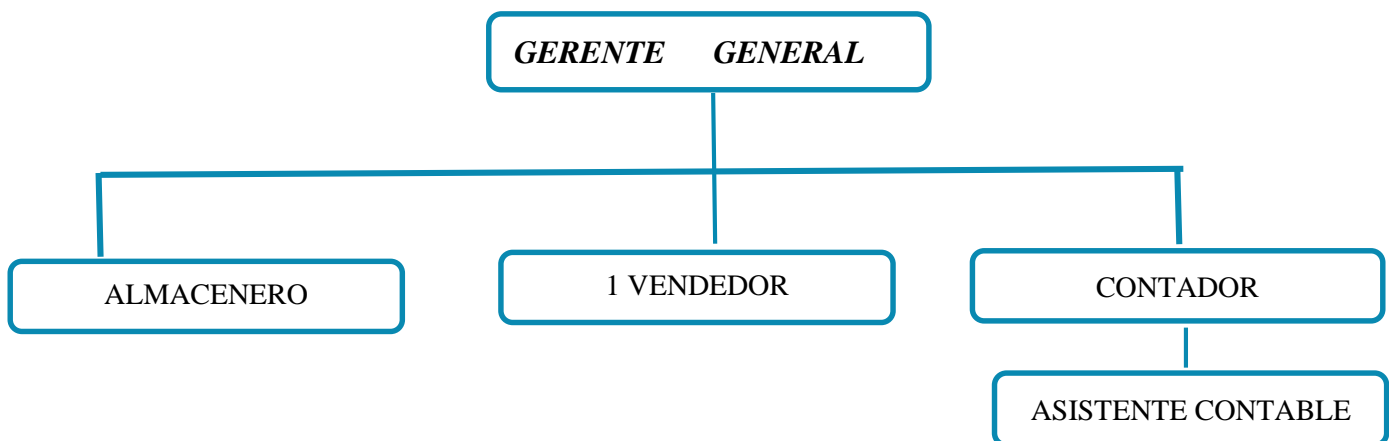 GERENTE GENERAL
ALMACENERO
1 VENDEDOR
CONTADOR
ASISTENTE CONTABLE